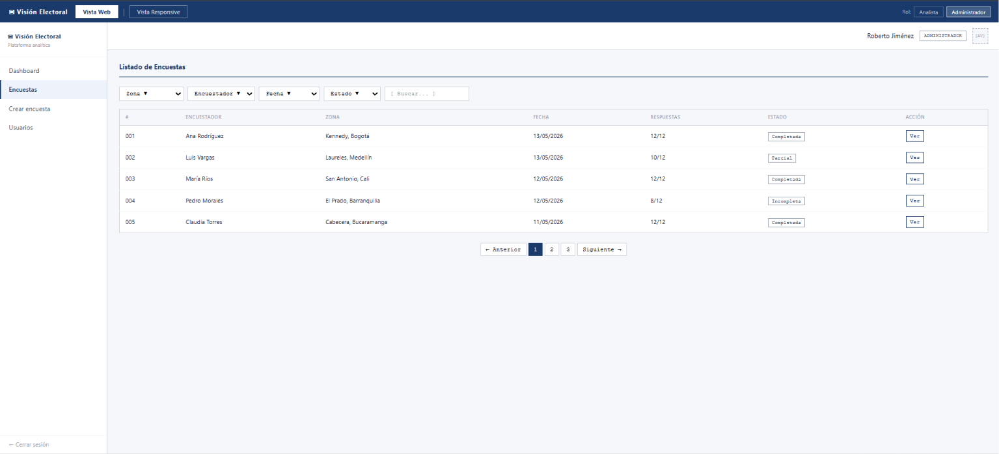 Visión Electoral Vista Web | Vista Responsive Rol: Analista Administrador
Visión Electoral
Plataforma analítica
Roberto Jiménez ADMINISTRADOR [AV]
Dashboard
Encuestas
Crear encuesta
Usuarios
← Cerrar sesión
Listado de Encuestas
Zona ▼ Encuestador ▼ Fecha ▼ Estado ▼ [ Buscar... ]
# ENCUESTADOR ZONA FECHA RESPUESTAS ESTADO ACCIÓN
001 Ana Rodríguez Kennedy, Bogotá 13/05/2026 12/12 Completada Ver
002 Luis Vargas Laureles, Medellín 13/05/2026 10/12 Parcial Ver
003 María Ríos San Antonio, Cali 12/05/2026 12/12 Completada Ver
004 Pedro Morales El Prado, Barranquilla 12/05/2026 8/12 Incompleta Ver
005 Claudia Torres Cabecera, Bucaramanga 11/05/2026 12/12 Completada Ver
← Anterior 1 2 3 Siguiente →